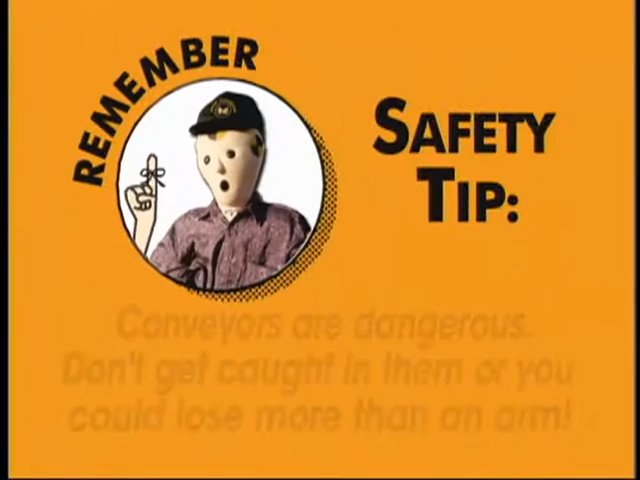 REMEMBER
SAFETY
TIP:
Conveyors are dangerous.
Don't get caught in them or you
could lose more than an arm!